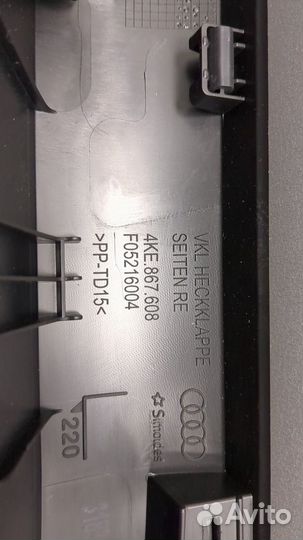 VKL HECKKLAPPE
SEITEN RE
4KE.867.608
F05216004
>PP-TD15<
Simoldes
220
Avito